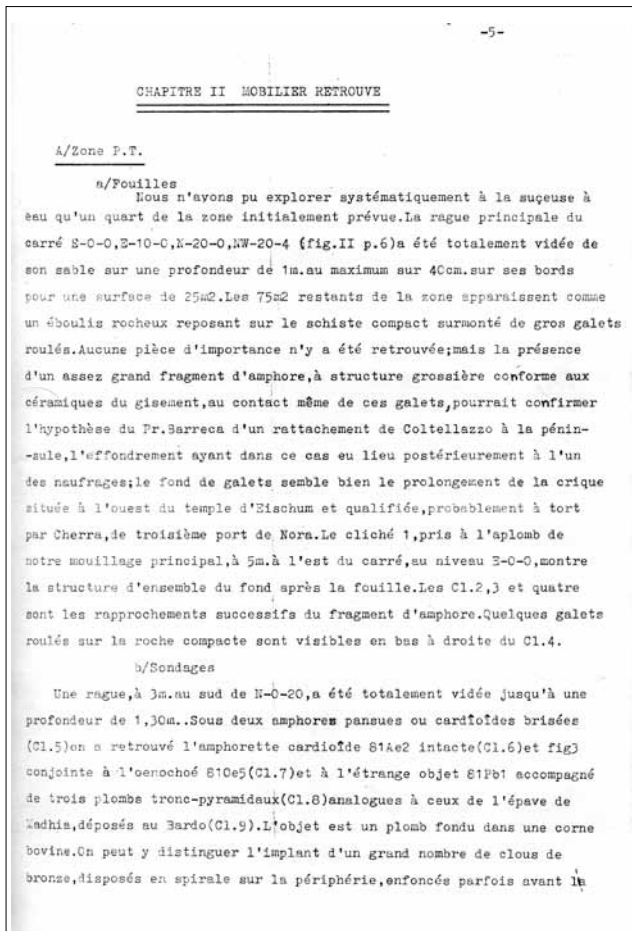 -5-
CHAPITRE II MOBILIER RETROUVE
A/Zone P.T.
a/Fouilles
Nous n'avons pu explorer systématiquement à la suçeuse à
eau qu'un quart de la zone initialement prévue.La rague principale du
carré E-0-0,E-10-0,N-20-0,NW-20-4 (fig.II p.6)a été totalement vidée de
son sable sur une profondeur de 1m.au maximum sur 40cm.sur ses bords
pour une surface de 25m2.Les 75m2 restants de la zone apparaissent comme
un éboulis rocheux reposant sur le schiste compact surmonté de gros galets
roulés.Aucune pièce d'importance n'y a été retrouvée;mais la présence
d'un assez grand fragment d'amphore,à structure grossière conforme aux
céramiques du gisement,au contact même de ces galets,pourrait confirmer
l'hypothèse du Pr.Barreca d'un rattachement de Coltellazzo à la pénin-
-sule,l'effondrement ayant dans ce cas eu lieu postérieurement à l'un
des naufrages;le fond de galets semble bien le prolongement de la crique
située à l'ouest du temple d'Eischum et qualifiée,probablement à tort
par Cherra,de troisième port de Nora.Le cliché 1,pris à l'aplomb de
notre mouillage principal,à 5m.à l'est du carré,au niveau E-0-0,montre
la structure d'ensemble du fond après la fouille.Les Cl.2,3 et quatre
sont les rapprochements successifs du fragment d'amphore.Quelques galets
roulés sur la roche compacte sont visibles en bas à droite du Cl.4.
b/Sondages
Une rague,à 3m.au sud de N-0-20,a été totalement vidée jusqu'à une
profondeur de 1,30m..Sous deux amphores pansues ou cardïoïdes brisées
(Cl.5)on a retrouvé l'amphorette cardioïde 81Ae2 intacte(Cl.6)et fig3
conjointe à l'oenochoé 81Oe5(Cl.7)et à l'étrange objet 81Pb1 accompagné
de trois plombs tronc-pyramidaux(Cl.8)analogues à ceux de l'épave de
Madhia,déposés au Bardo(Cl.9).L'objet est un plomb fondu dans une corne
bovine.On peut y distinguer l'implant d'un grand nombre de clous de
bronze,disposés en spirale sur la périphérie,enfoncés parfois avant la